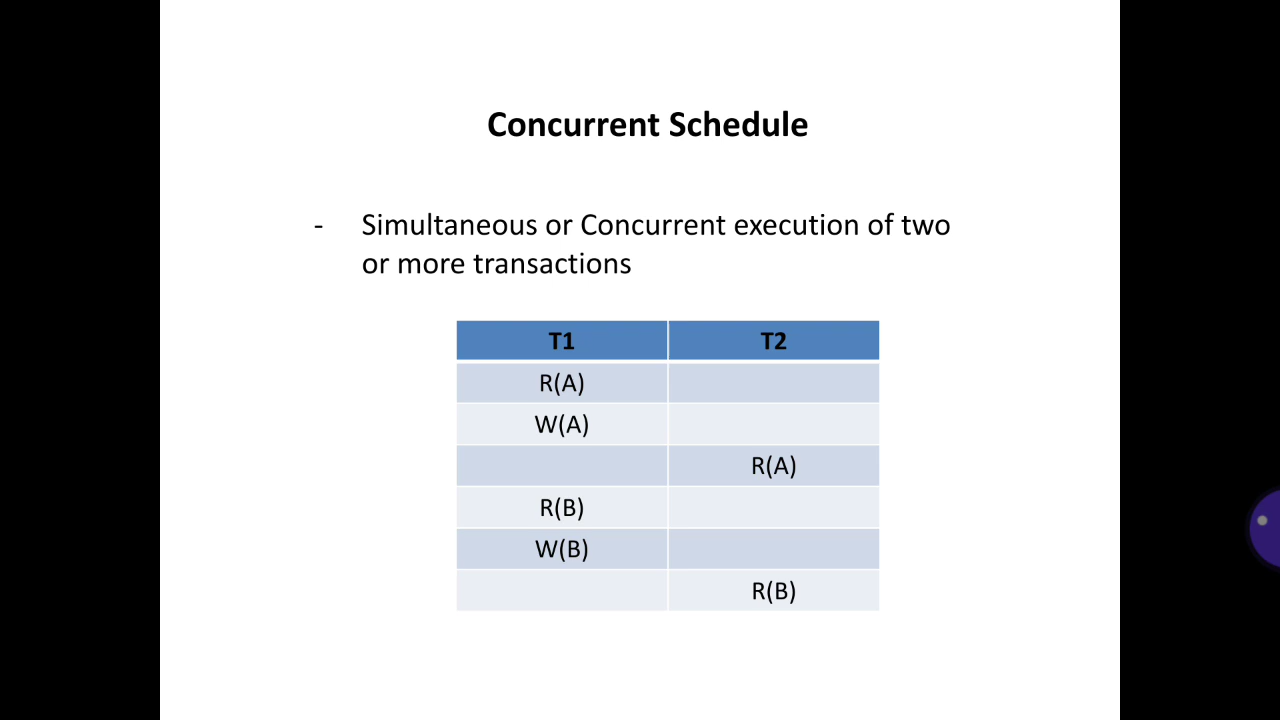 Concurrent Schedule
- Simultaneous or Concurrent execution of two
or more transactions
T1 T2
R(A)
W(A)
R(A)
R(B)
W(B)
R(B)